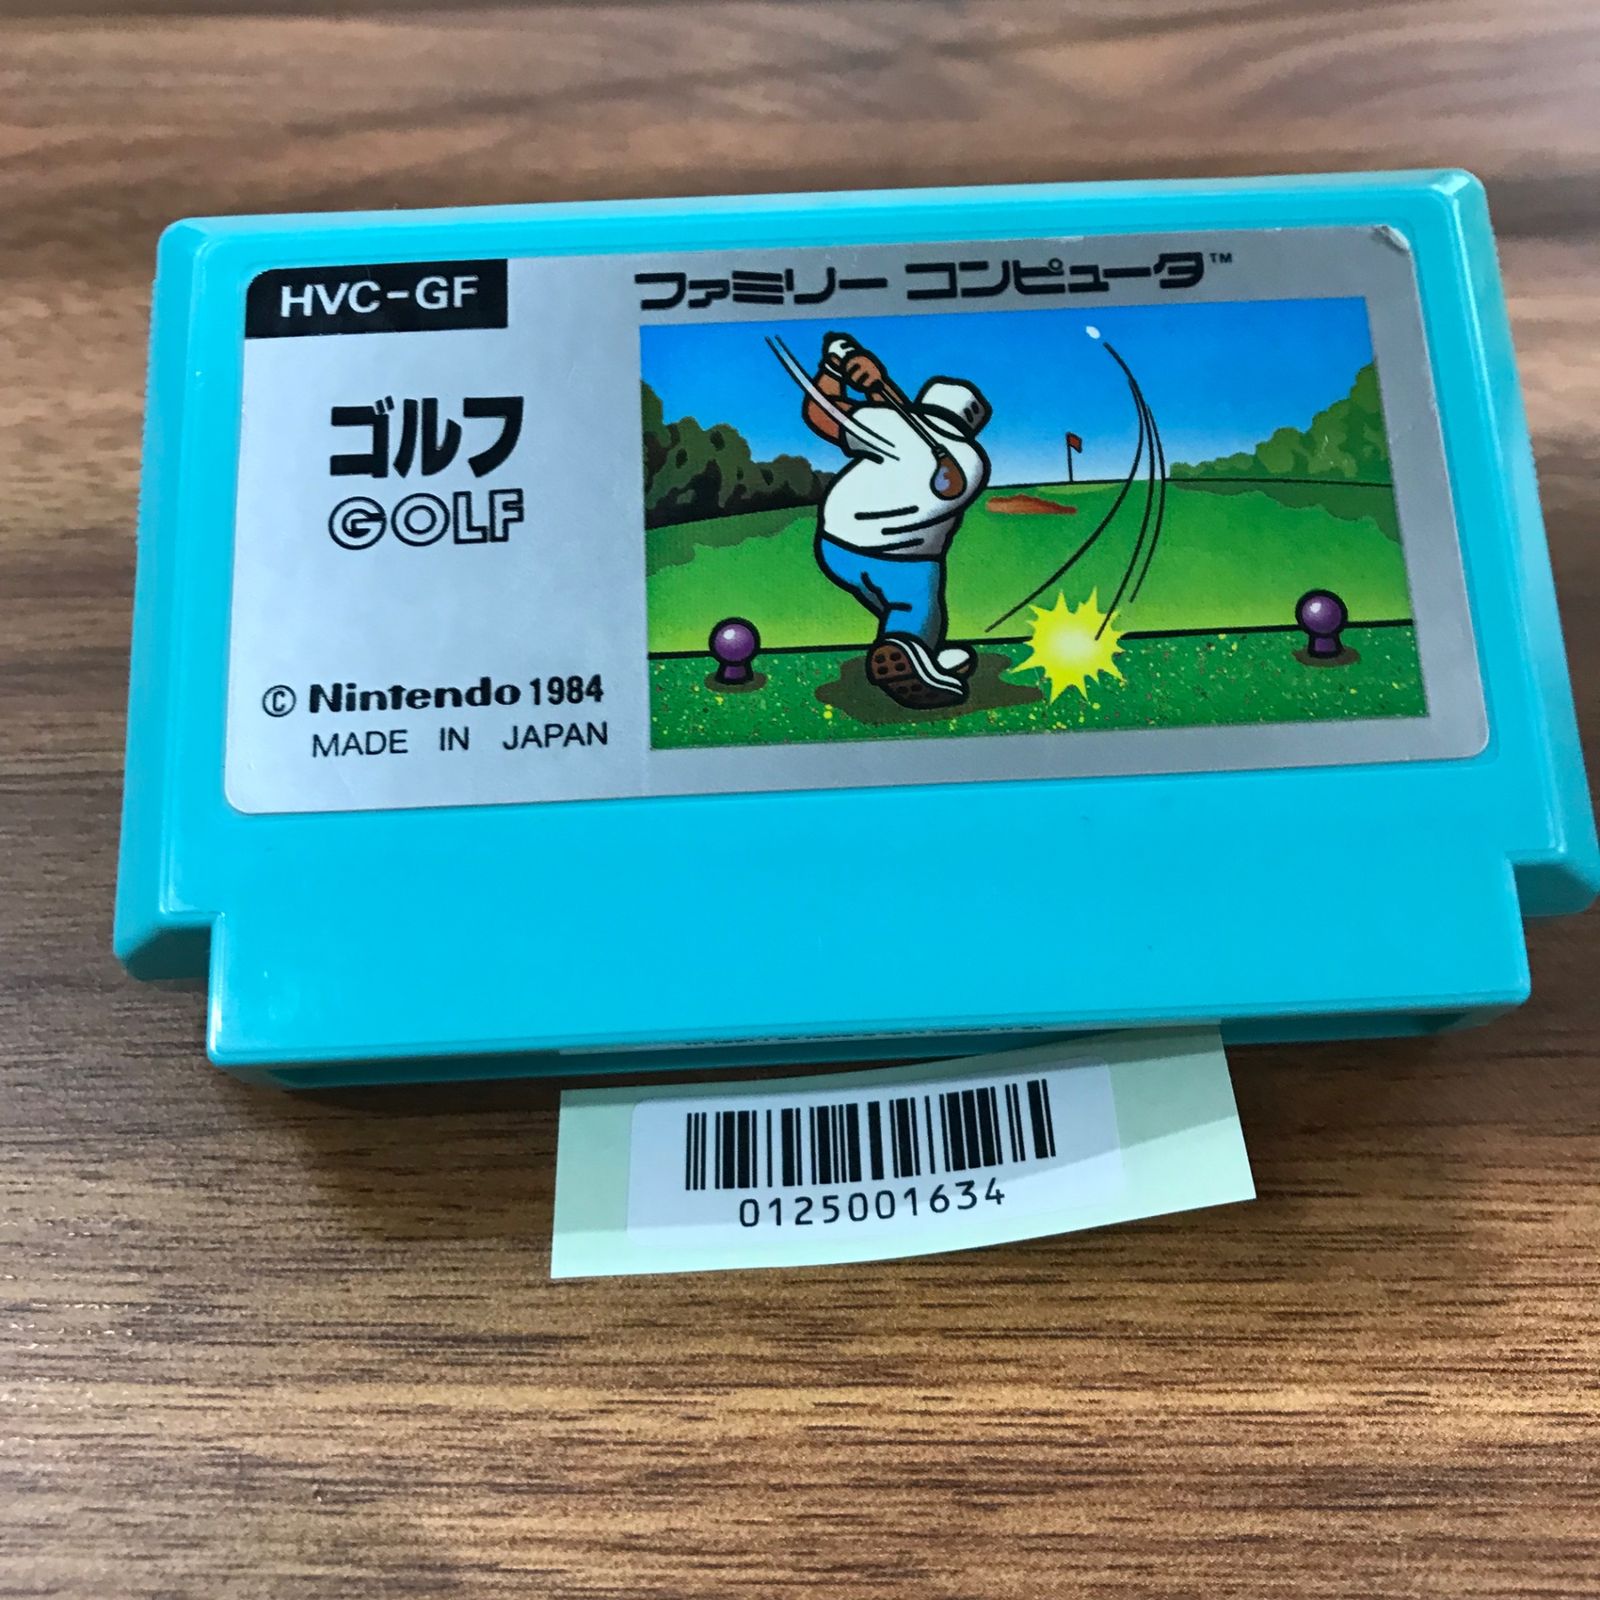 HVC-GF
ファミリー コンピュータ™
ゴルフ
GOLF
© Nintendo 1984
MADE IN JAPAN
0125001634